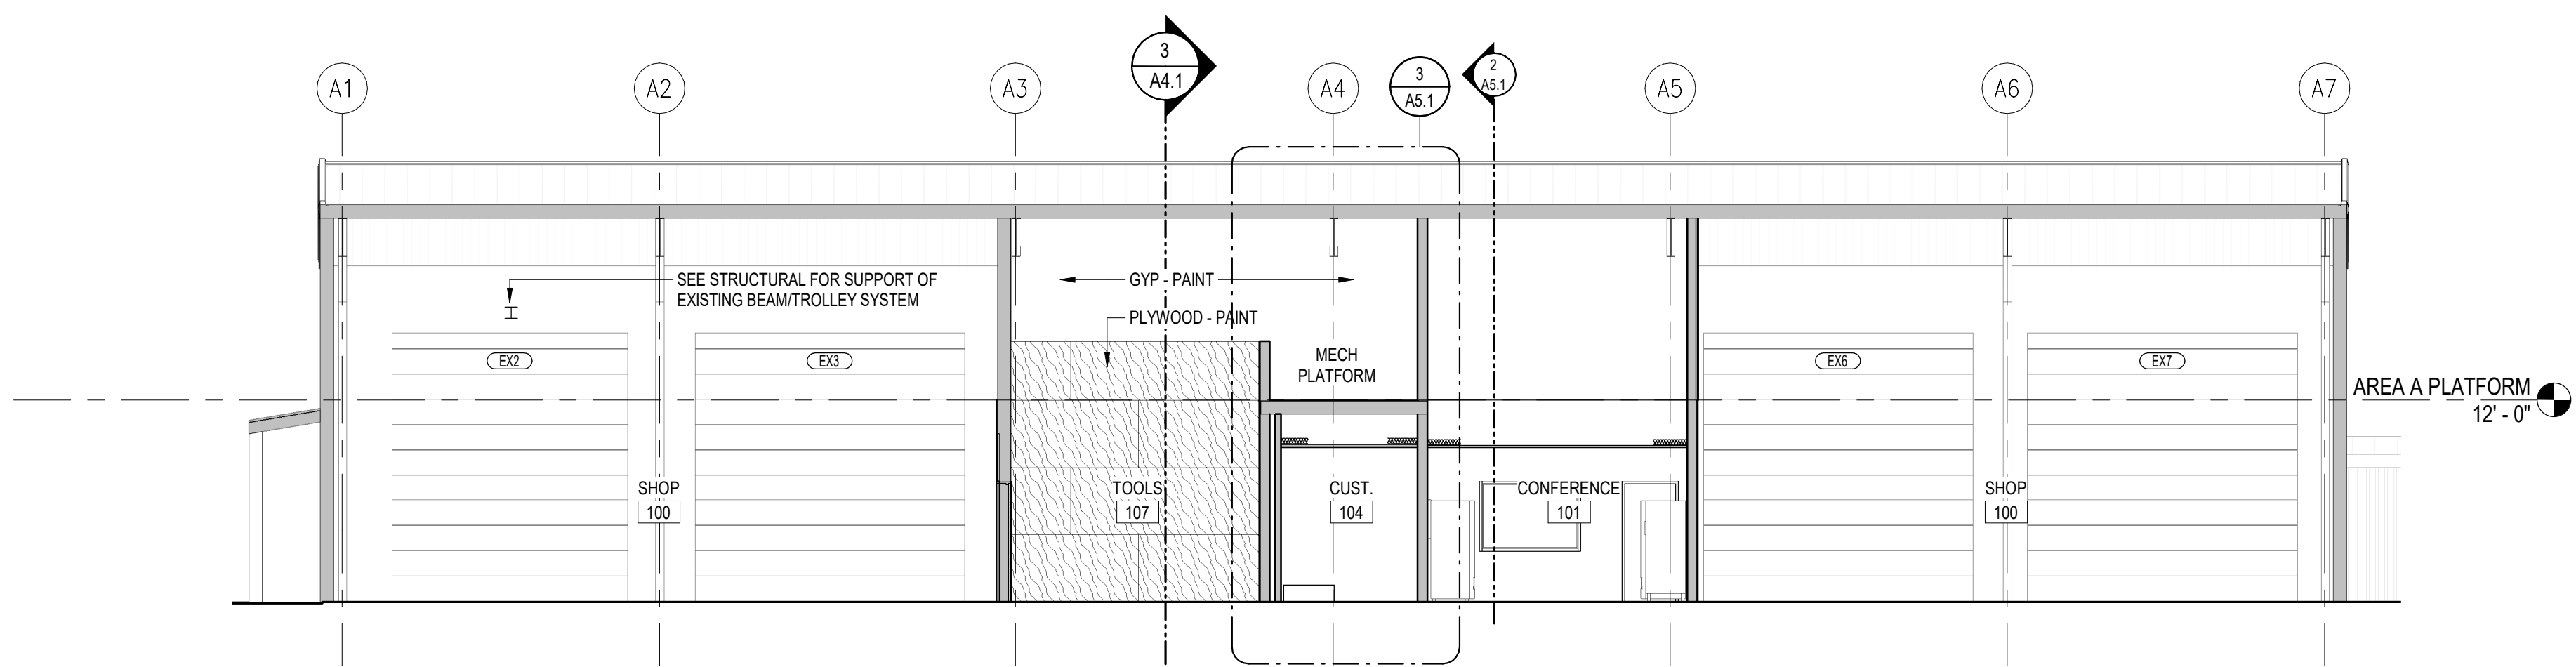 3
A4.1
3
A5.1
2
A5.1
A1
A2
A3
A4
A5
A6
A7
SEE STRUCTURAL FOR SUPPORT OF
EXISTING BEAM/TROLLEY SYSTEM
GYP - PAINT
PLYWOOD - PAINT
MECH
PLATFORM
EX2
EX3
EX6
EX7
AREA A PLATFORM
12' - 0"
SHOP
100
TOOLS
107
CUST.
104
CONFERENCE
101
SHOP
100